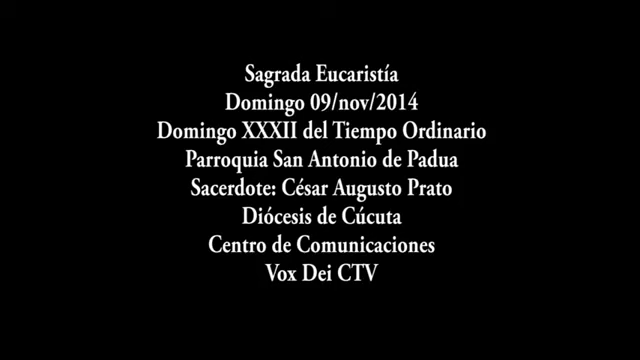 Sagrada Eucaristía
Domingo 09/nov/2014
Domingo XXXII del Tiempo Ordinario
Parroquia San Antonio de Padua
Sacerdote: César Augusto Prato
Diócesis de Cúcuta
Centro de Comunicaciones
Vox Dei CTV